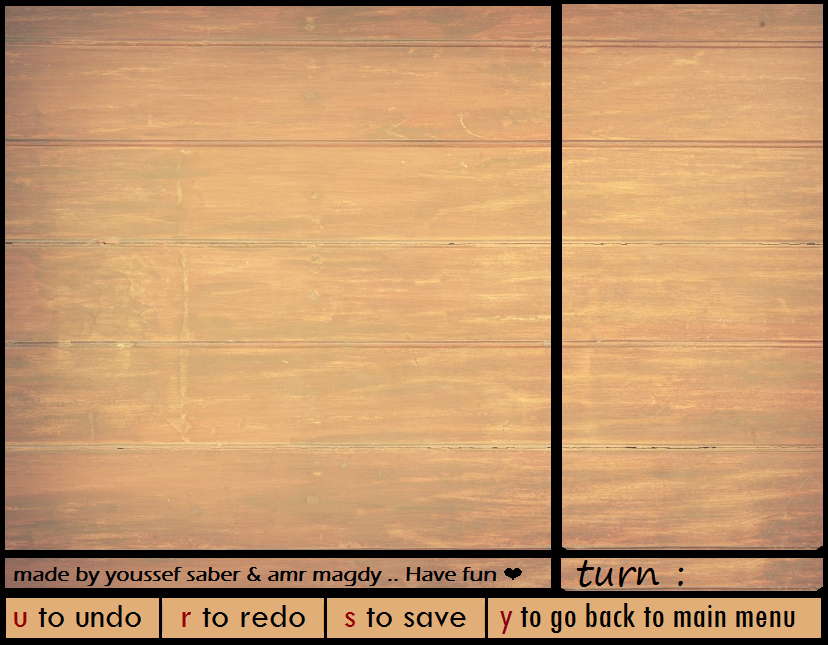 made by youssef saber & amr magdy .. Have fun ❤
turn :
u to undo
r to redo
s to save
y to go back to main menu